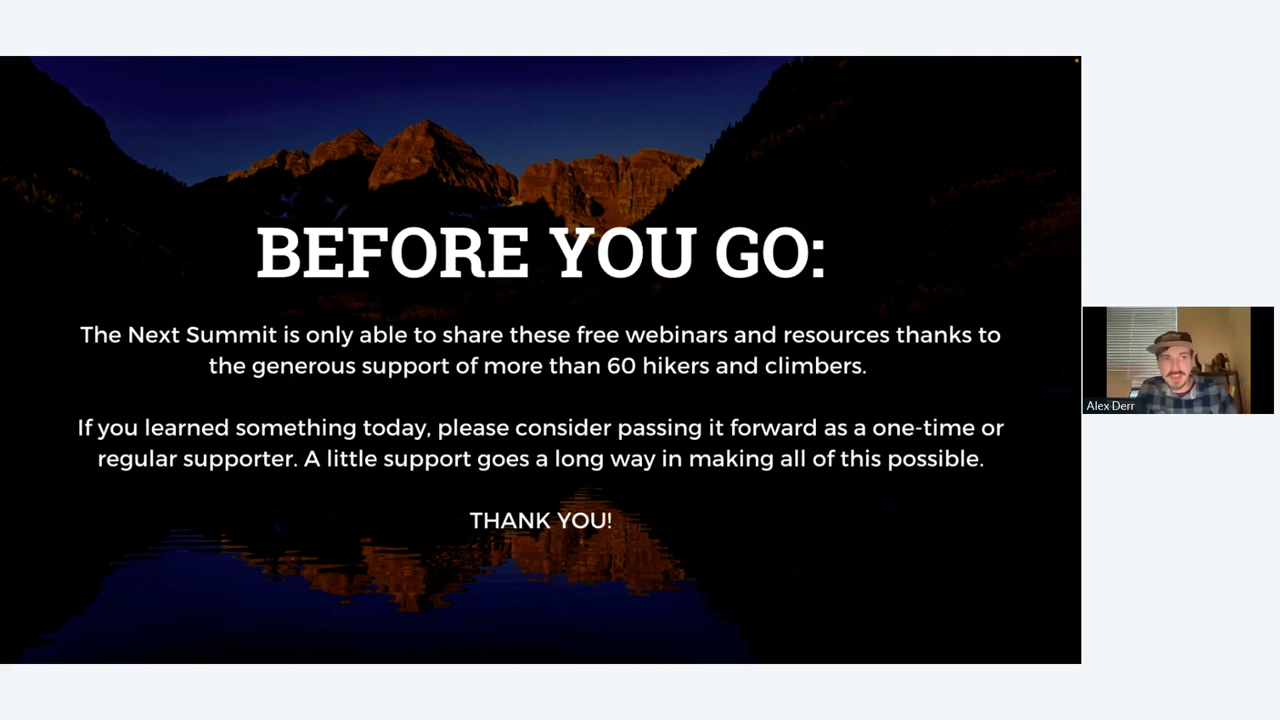 BEFORE YOU GO:
The Next Summit is only able to share these free webinars and resources thanks to
the generous support of more than 60 hikers and climbers.
If you learned something today, please consider passing it forward as a one-time or
regular supporter. A little support goes a long way in making all of this possible.
THANK YOU!
Alex Derr